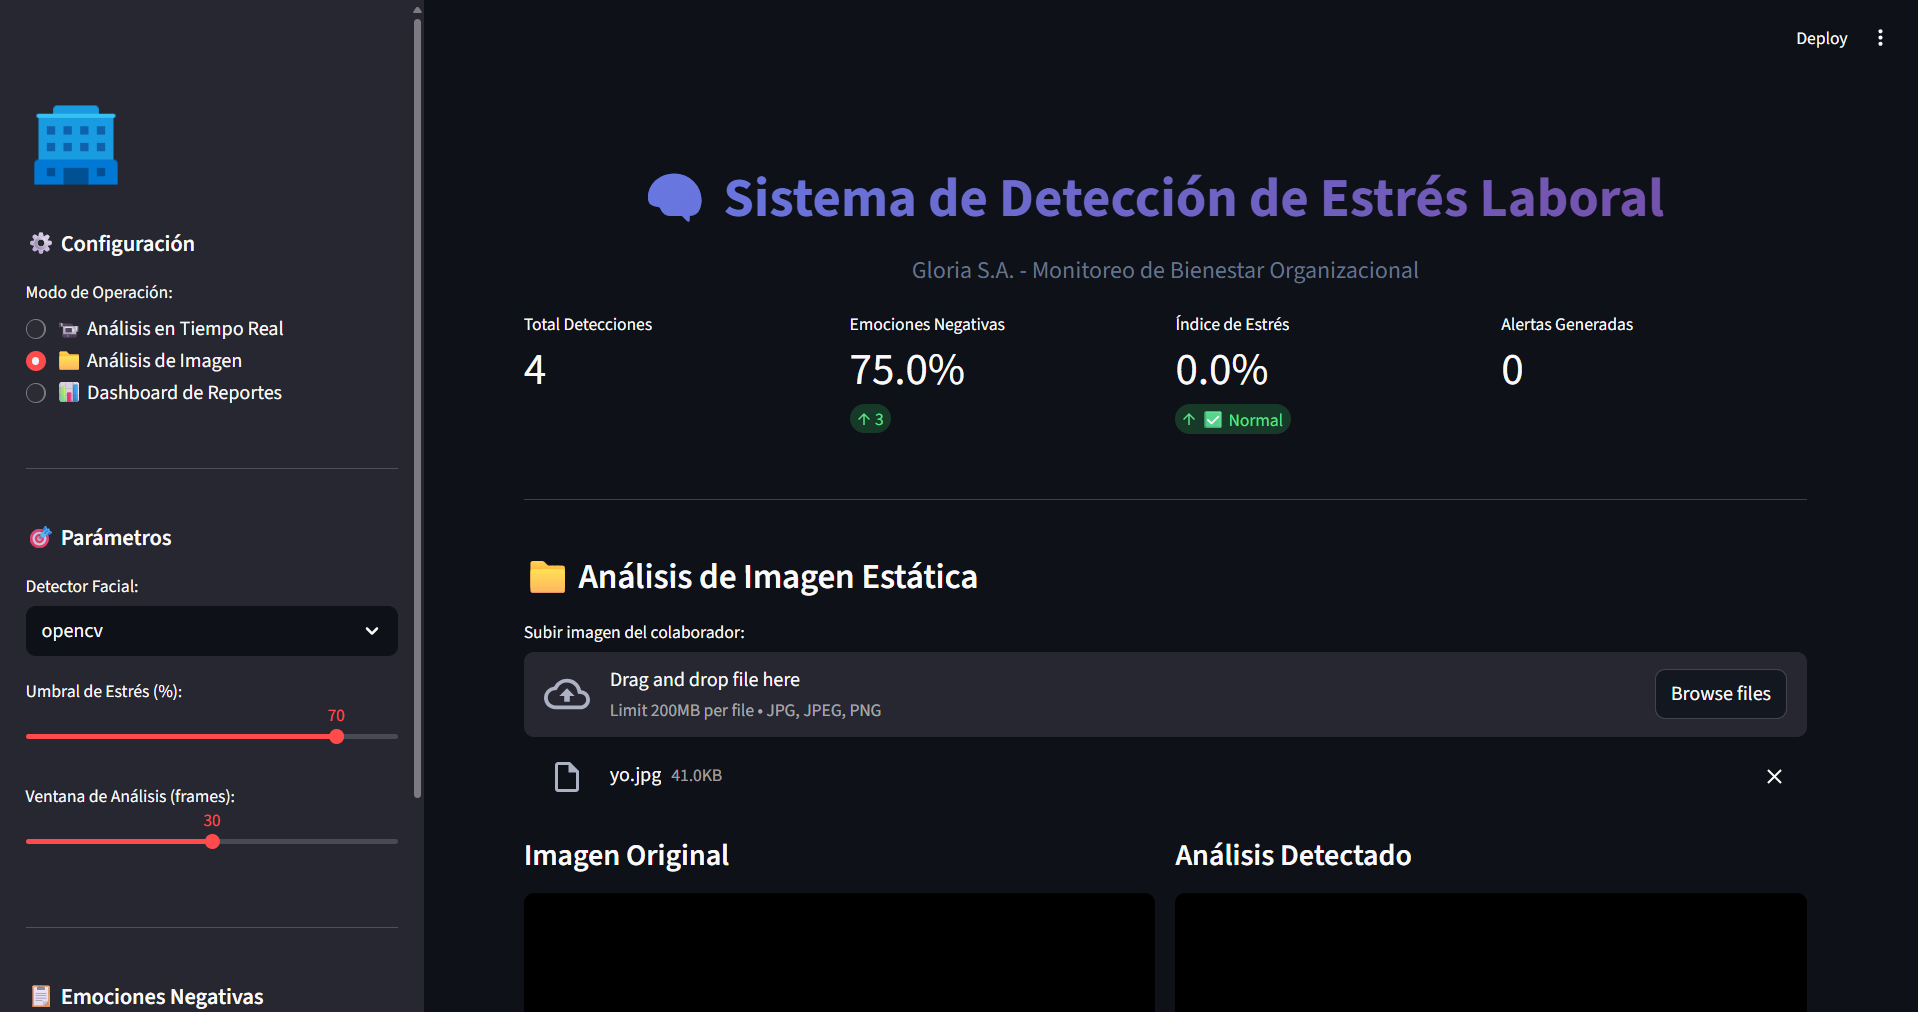 Deploy
⚙️ Configuración
Modo de Operación:
📹 Análisis en Tiempo Real
📁 Análisis de Imagen
📊 Dashboard de Reportes
🎯 Parámetros
Detector Facial:
opencv
Umbral de Estrés (%):
70
Ventana de Análisis (frames):
30
📋 Emociones Negativas
Sistema de Detección de Estrés Laboral
Gloria S.A. - Monitoreo de Bienestar Organizacional
Total Detecciones
4
Emociones Negativas
75.0%
↑ 3
Índice de Estrés
0.0%
↑ ✅ Normal
Alertas Generadas
0
📁 Análisis de Imagen Estática
Subir imagen del colaborador:
Drag and drop file here
Limit 200MB per file • JPG, JPEG, PNG
Browse files
yo.jpg 41.0KB
Imagen Original
Análisis Detectado